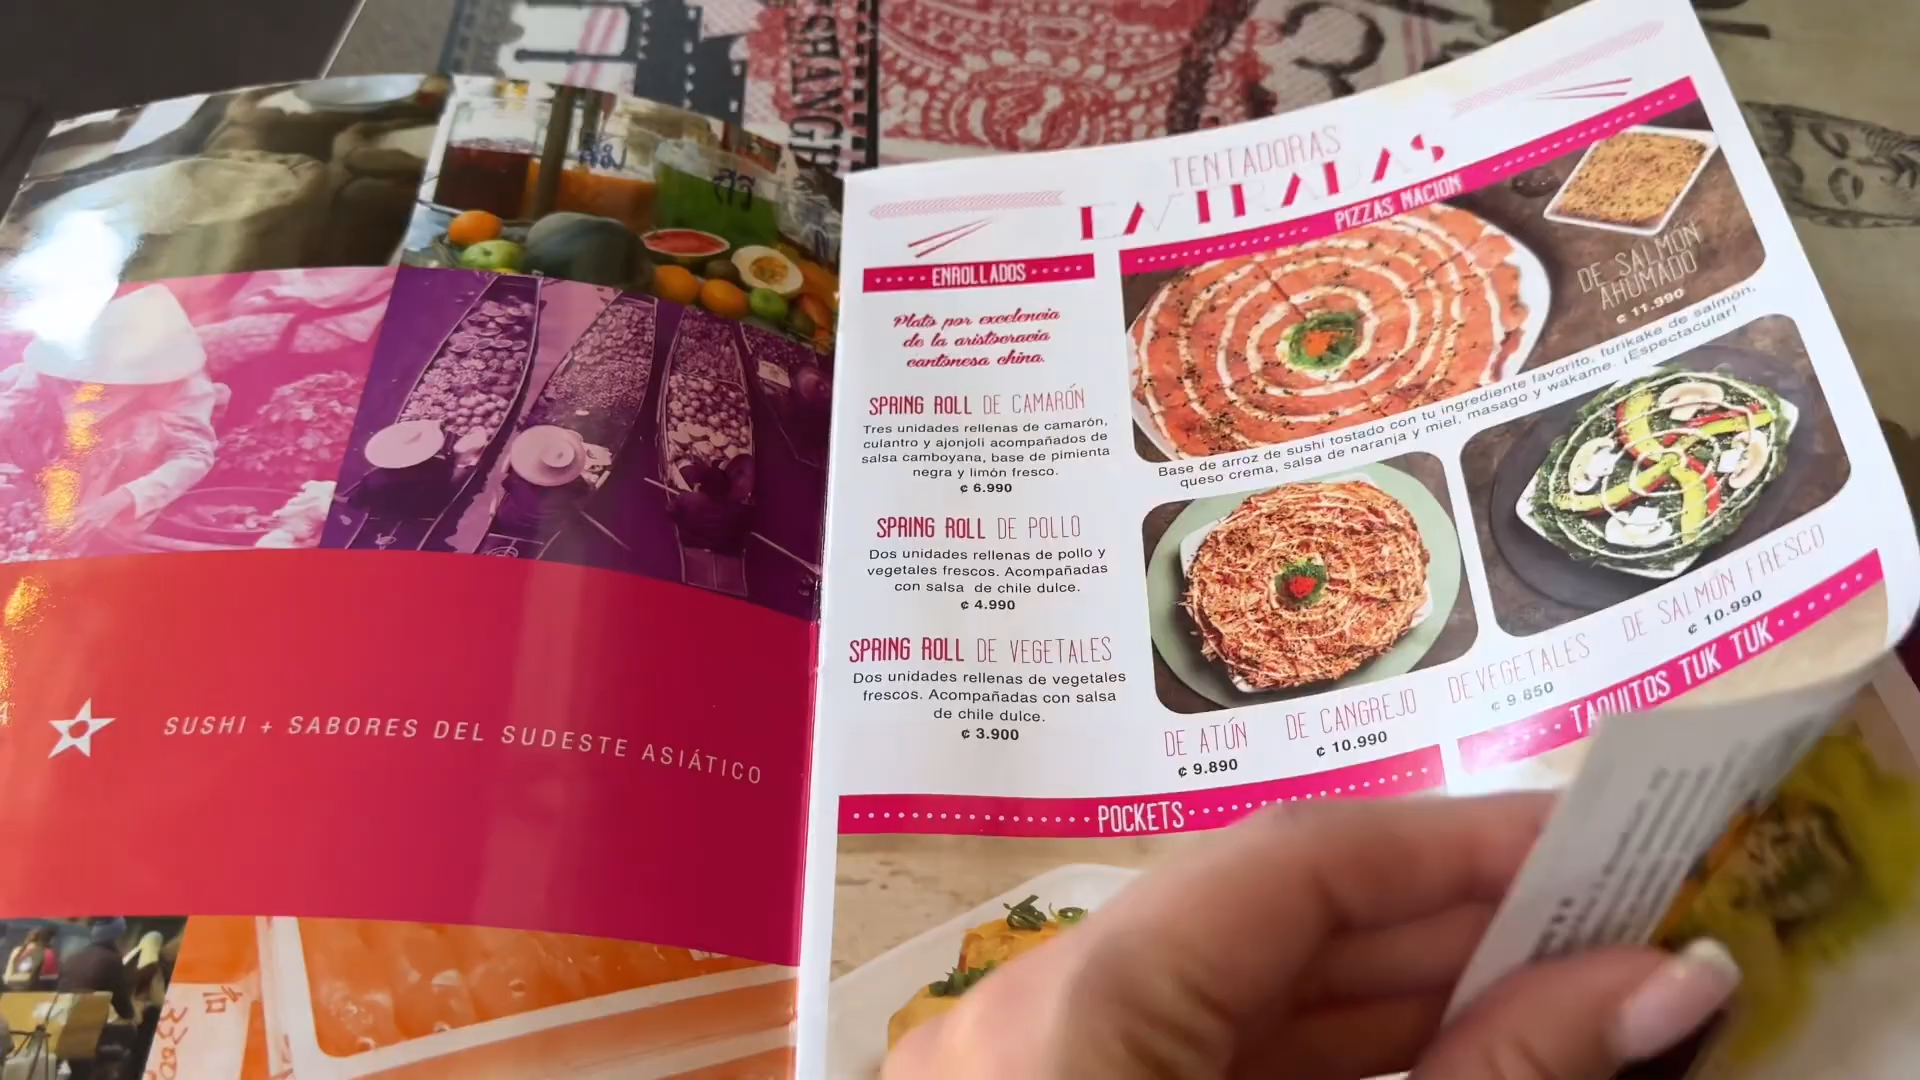 SHANGHA
SUSHI + SABORES DEL SUDESTE ASIÁTICO
TENTADORAS
ENTRADAS
ENROLLADOS
Plato por excelencia
de la aristocracia
cantonesa china.
SPRING ROLL DE CAMARÓN
Tres unidades rellenas de camarón,
culantro y ajonjoli acompañados de
salsa camboyana, base de pimienta
negra y limón fresco.
¢ 6.990
SPRING ROLL DE POLLO
Dos unidades rellenas de pollo y
vegetales frescos. Acompañadas
con salsa de chile dulce.
¢ 4.990
SPRING ROLL DE VEGETALES
Dos unidades rellenas de vegetales
frescos. Acompañadas con salsa
de chile dulce.
¢ 3.900
PIZZAS NACION
DE SALMÓN
AHUMADO
¢ 11.990
Base de arroz de sushi tostado con tu ingrediente favorito, furikake de salmón,
queso crema, salsa de naranja y miel, masago y wakame. ¡Espectacular!
DE ATÚN
¢ 9.890
DE CANGREJO
¢ 10.990
DE VEGETALES
¢ 9.850
DE SALMÓN FRESCO
¢ 10.990
TAQUITOS TUK TUK
POCKETS